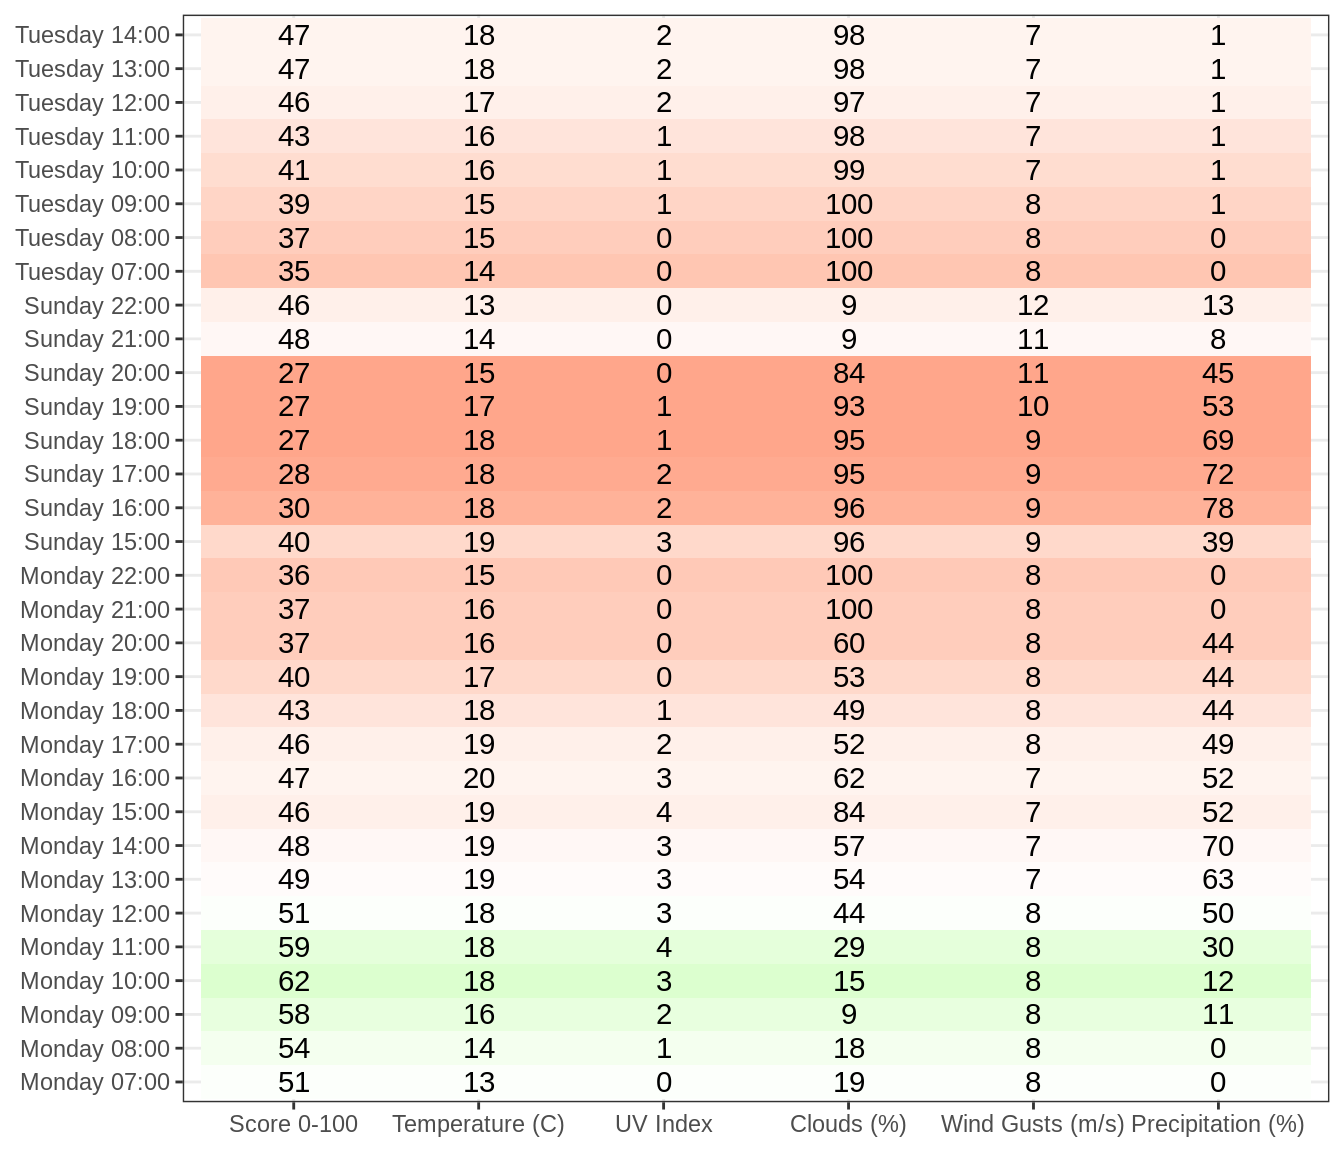 Tuesday 14:00 47 18 2 98 7 1
Tuesday 13:00 47 18 2 98 7 1
Tuesday 12:00 46 17 2 97 7 1
Tuesday 11:00 43 16 1 98 7 1
Tuesday 10:00 41 16 1 99 7 1
Tuesday 09:00 39 15 1 100 8 1
Tuesday 08:00 37 15 0 100 8 0
Tuesday 07:00 35 14 0 100 8 0
Sunday 22:00 46 13 0 9 12 13
Sunday 21:00 48 14 0 9 11 8
Sunday 20:00 27 15 0 84 11 45
Sunday 19:00 27 17 1 93 10 53
Sunday 18:00 27 18 1 95 9 69
Sunday 17:00 28 18 2 95 9 72
Sunday 16:00 30 18 2 96 9 78
Sunday 15:00 40 19 3 96 9 39
Monday 22:00 36 15 0 100 8 0
Monday 21:00 37 16 0 100 8 0
Monday 20:00 37 16 0 60 8 44
Monday 19:00 40 17 0 53 8 44
Monday 18:00 43 18 1 49 8 44
Monday 17:00 46 19 2 52 8 49
Monday 16:00 47 20 3 62 7 52
Monday 15:00 46 19 4 84 7 52
Monday 14:00 48 19 3 57 7 70
Monday 13:00 49 19 3 54 7 63
Monday 12:00 51 18 3 44 8 50
Monday 11:00 59 18 4 29 8 30
Monday 10:00 62 18 3 15 8 12
Monday 09:00 58 16 2 9 8 11
Monday 08:00 54 14 1 18 8 0
Monday 07:00 51 13 0 19 8 0
Score 0-100 Temperature (C) UV Index Clouds (%) Wind Gusts (m/s) Precipitation (%)